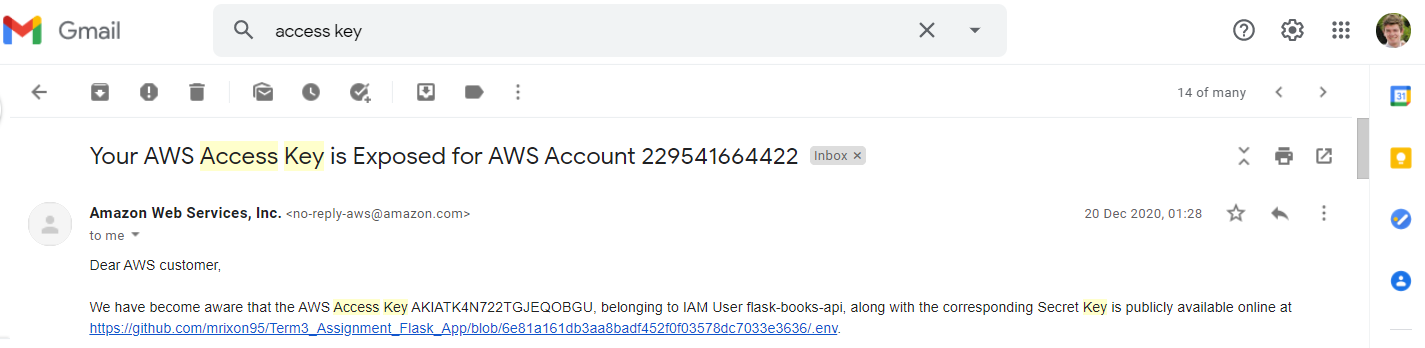 Gmail
access key
14 of many
31
Your AWS Access Key is Exposed for AWS Account 229541664422
Inbox ×
Amazon Web Services, Inc. <no-reply-aws@amazon.com>
20 Dec 2020, 01:28
to me
Dear AWS customer,
We have become aware that the AWS Access Key AKIATK4N722TGJEQOBGU, belonging to IAM User flask-books-api, along with the corresponding Secret Key is publicly available online at
https://github.com/mrixon95/Term3_Assignment_Flask_App/blob/6e81a161db3aa8badf452f0f03578dc7033e3636/.env.